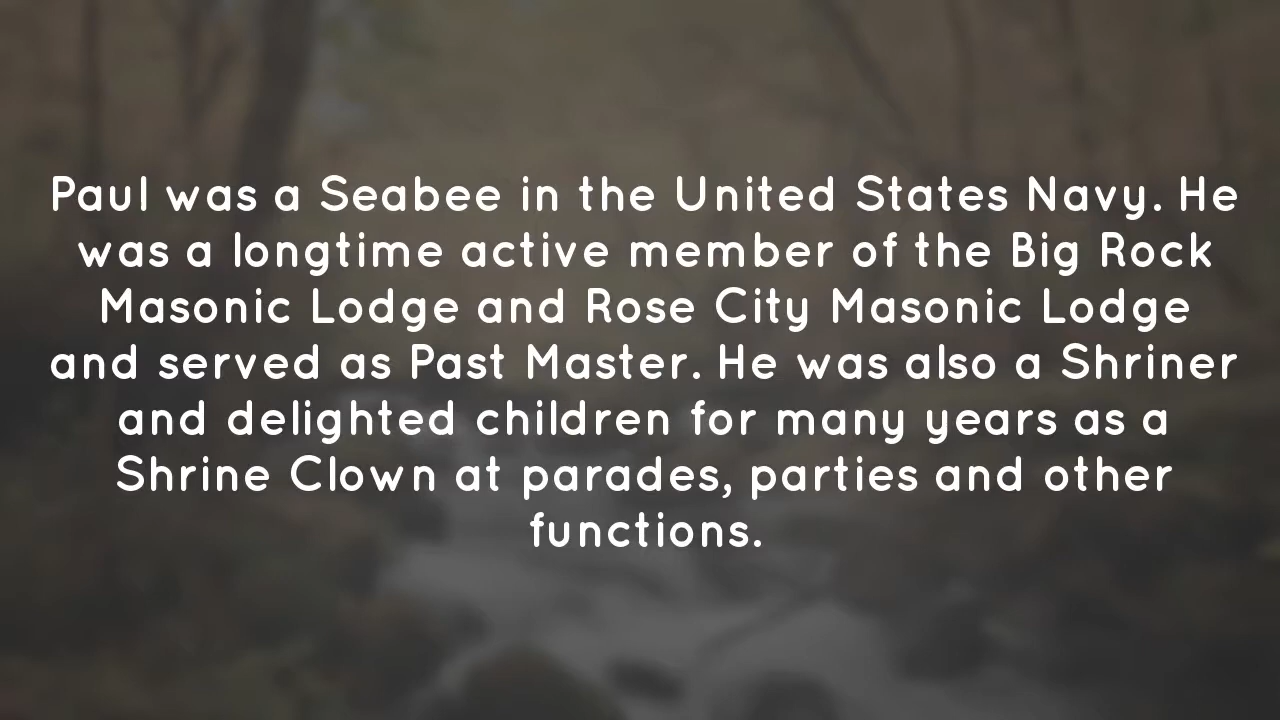 Paul was a Seabee in the United States Navy. He
was a longtime active member of the Big Rock
Masonic Lodge and Rose City Masonic Lodge
and served as Past Master. He was also a Shriner
and delighted children for many years as a
Shrine Clown at parades, parties and other
functions.